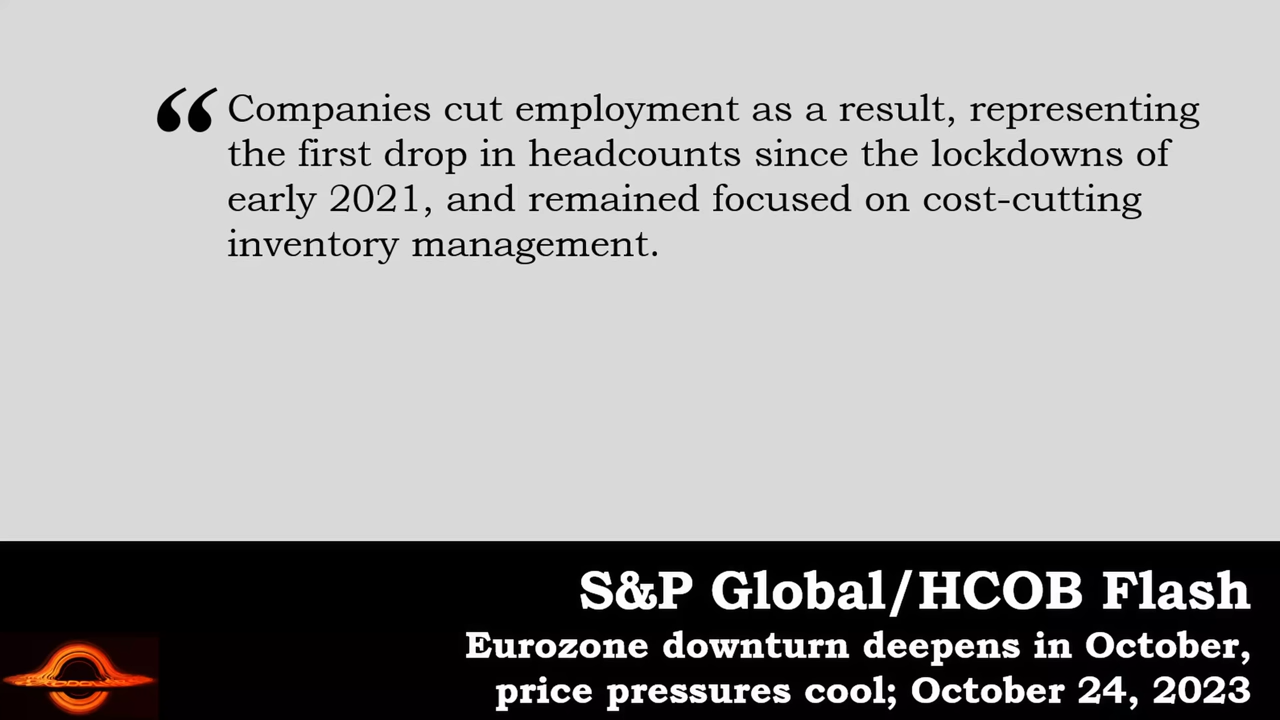 “Companies cut employment as a result, representing
the first drop in headcounts since the lockdowns of
early 2021, and remained focused on cost-cutting
inventory management.
S&P Global/HCOB Flash
Eurozone downturn deepens in October,
price pressures cool; October 24, 2023